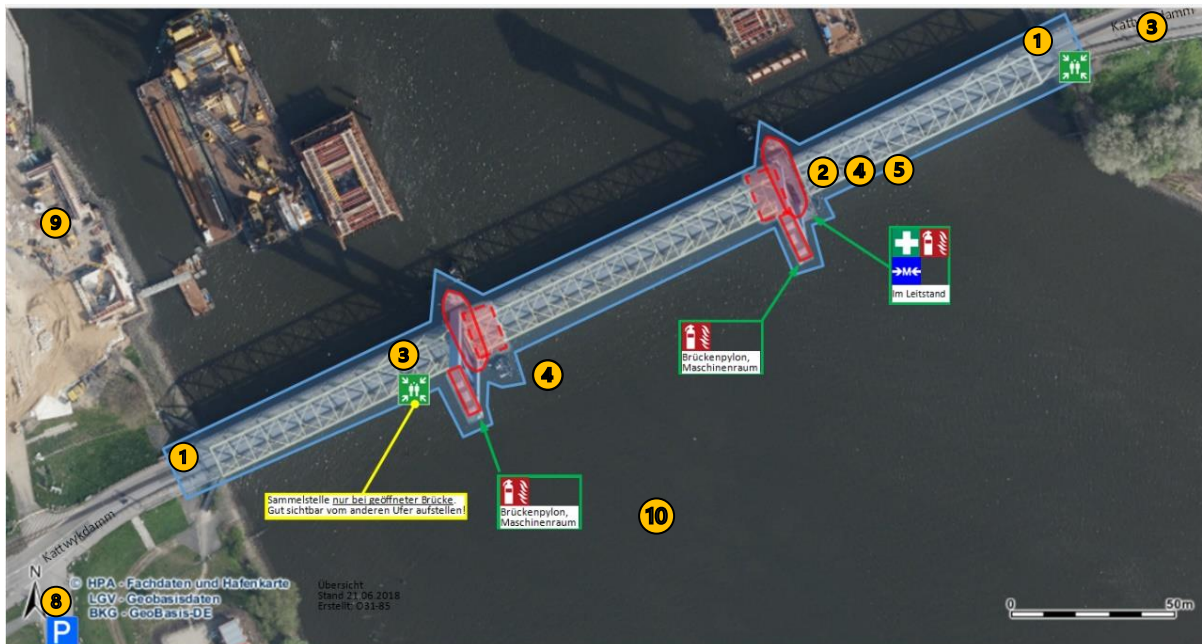 Kattwykdamm
1
3
2
4
5
9
M
Im Leitstand
Brückenpylon,
Maschinenraum
3
4
1
Sammelstelle nur bei geöffneter Brücke.
Gut sichtbar vom anderen Ufer aufstellen!
Brückenpylon,
Maschinenraum
10
Kattwykdamm
N
8
P
© HPA - Fachdaten und Hafenkarte
LGV - Geobasisdaten
BKG - GeoBasis-DE
Übersicht
Stand 21.06.2018
Erstellt: O31-85
0
50m